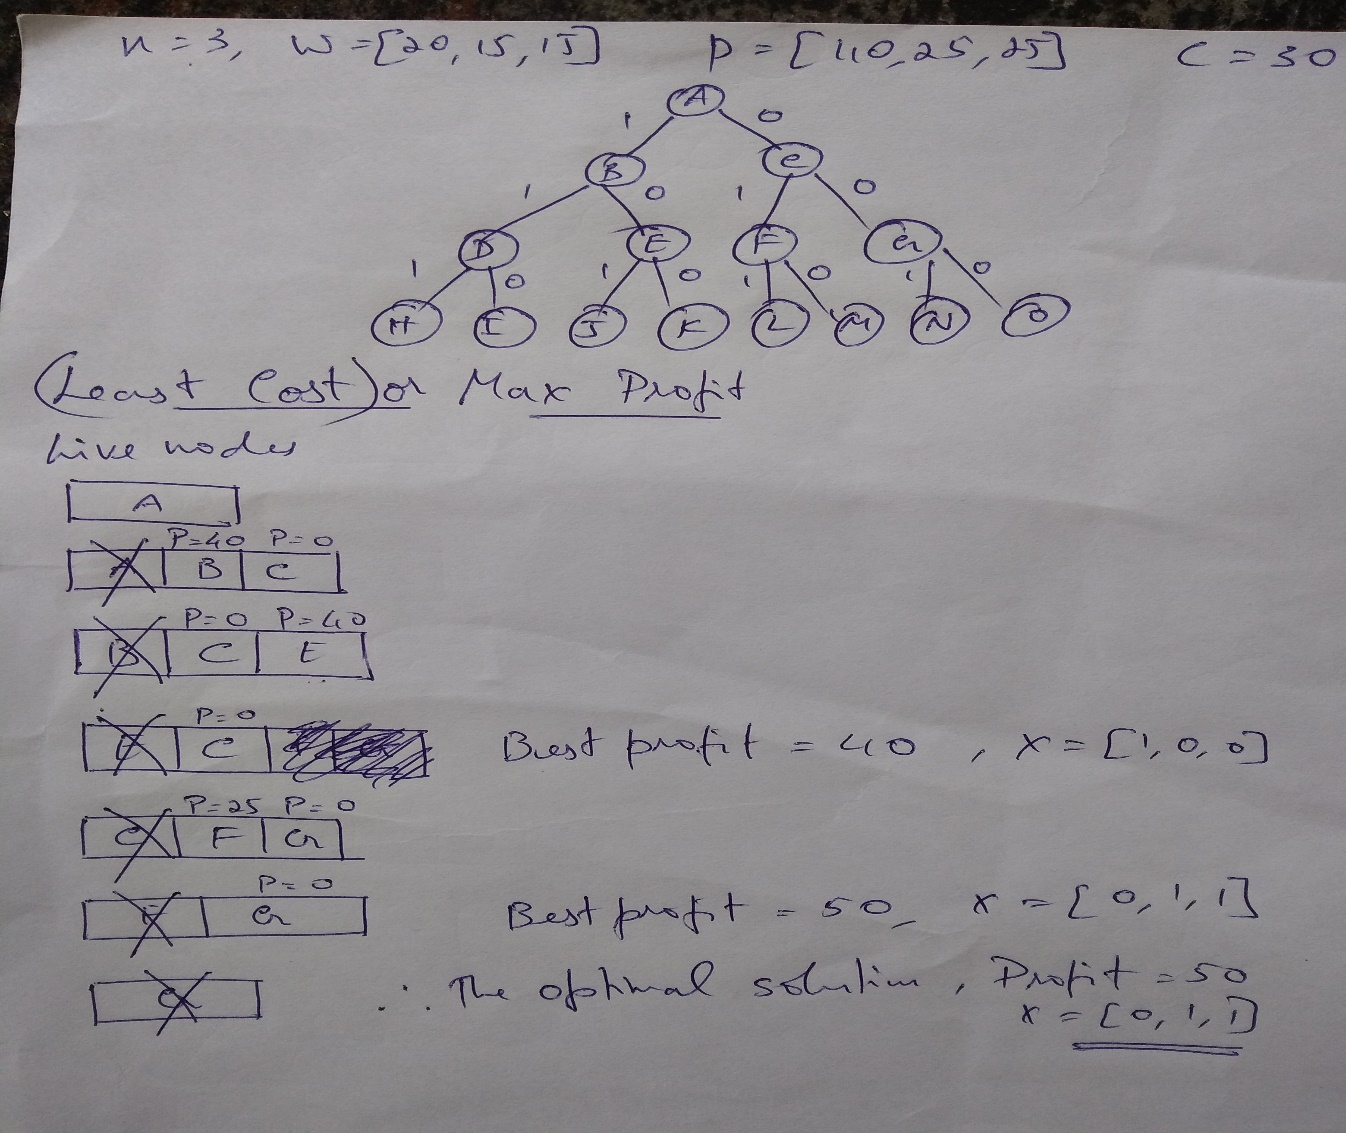 n = 3, W = [20, 15, 15] P = [40, 25, 25] C = 30
A
1 0
B C
1 0 1 0
D E F G
1 0 1 0 1 0 1 0
H I J K L M N O
(Least Cost) or Max Profit
Live nodes
A
P=40 P=0
A B C
P=0 P=40
B C E
P=0
E C Best profit = 40, X = [1, 0, 0]
P=25 P=0
C F G
P=0
F G Best profit = 50, X = [0, 1, 1]
G ∴ The optimal solution, Profit = 50
X = [0, 1, 1]